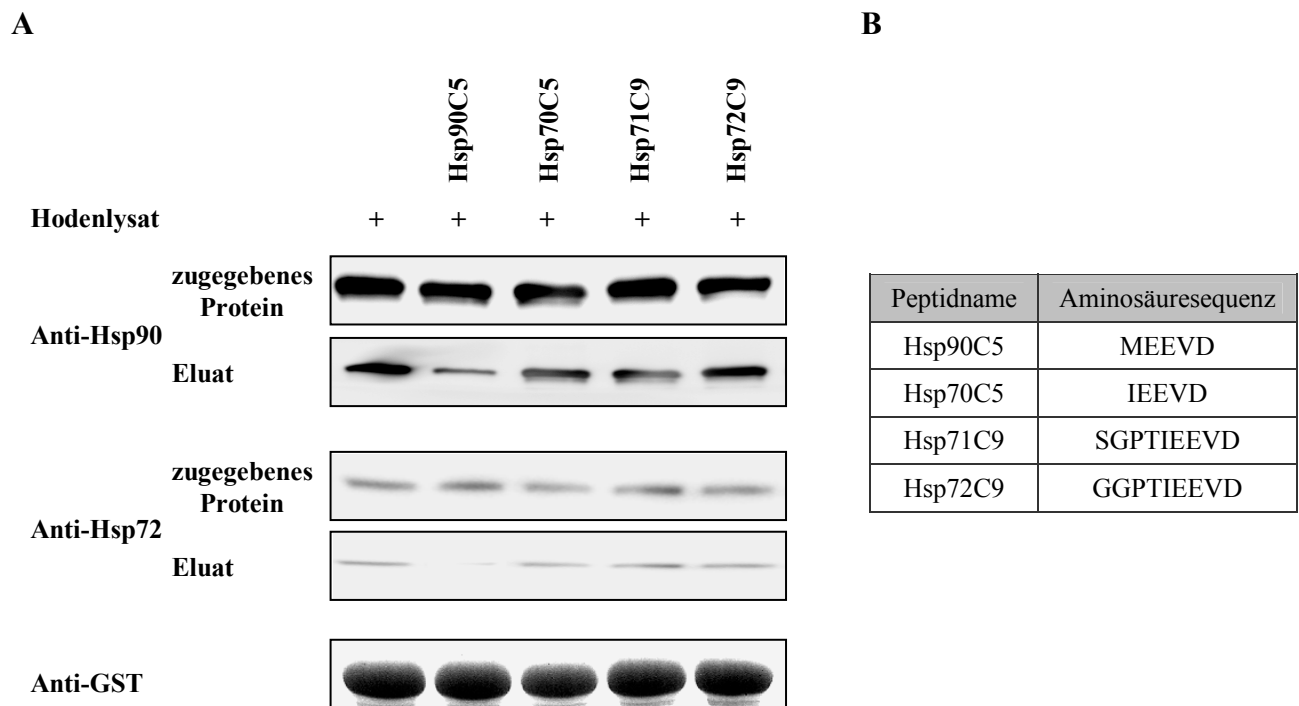 A
B
Hsp90C5
Hsp70C5
Hsp71C9
Hsp72C9
Hodenlysat + + + + +
zugegebenes
Protein
Anti-Hsp90
Eluat
zugegebenes
Protein
Anti-Hsp72
Eluat
Anti-GST
Peptidname Aminosäuresequenz
Hsp90C5 MEEVD
Hsp70C5 IEEVD
Hsp71C9 SGPTIEEVD
Hsp72C9 GGPTIEEVD